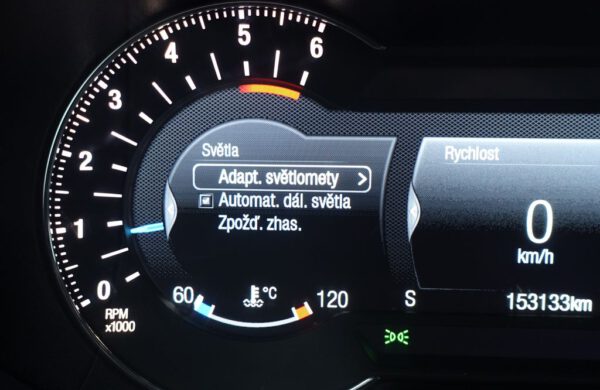 0
1
2
3
4
5
6
RPM
x1000
Světla
Adapt. světlomety >
Automat. dál. světla
Zpožď. zhas.
60
°C
120
Rychlost
0
km/h
S
153133km